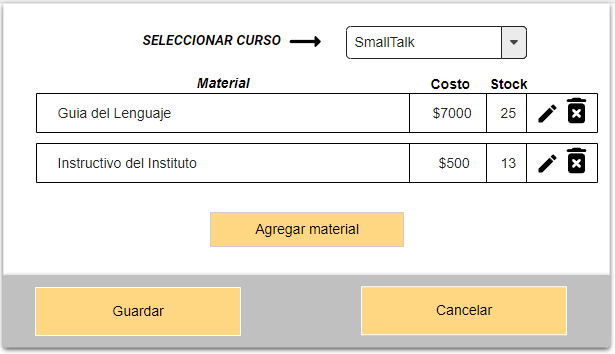 SELECCIONAR CURSO
SmallTalk
Material Costo Stock
Guia del Lenguaje $7000 25
Instructivo del Instituto $500 13
Agregar material
Guardar Cancelar